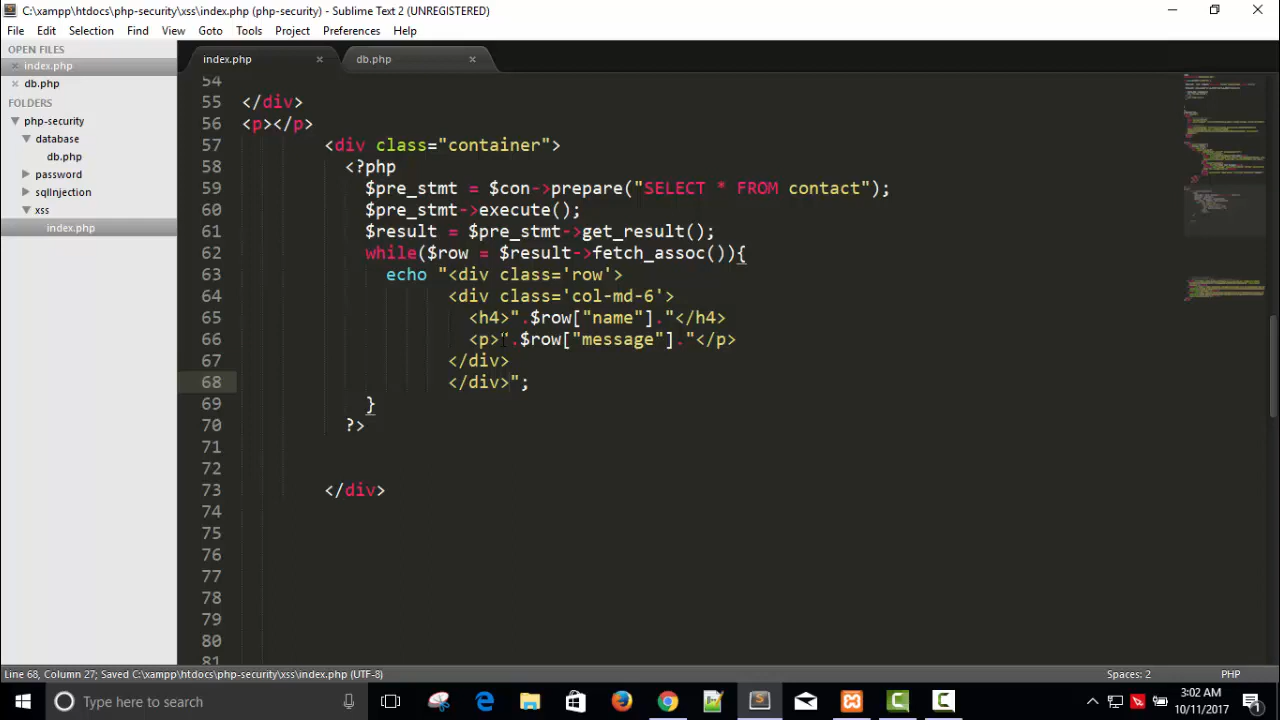 C:\xampp\htdocs\php-security\xss\index.php (php-security) - Sublime Text 2 (UNREGISTERED)
File Edit Selection Find View Goto Tools Project Preferences Help
OPEN FILES
index.php
db.php
FOLDERS
php-security
database
db.php
password
sqlInjection
xss
index.php
index.php
db.php
54
55 </div>
56 <p></p>
57 <div class="container">
58 <?php
59 $pre_stmt = $con->prepare("SELECT * FROM contact");
60 $pre_stmt->execute();
61 $result = $pre_stmt->get_result();
62 while($row = $result->fetch_assoc()){
63 echo "<div class='row'>
64 <div class='col-md-6'>
65 <h4>".$row["name"]."</h4>
66 <p>".$row["message"]."</p>
67 </div>
68 </div>";
69 }
70 ?>
71
72
73 </div>
74
75
76
77
78
79
80
81
Line 68, Column 27; Saved C:\xampp\htdocs\php-security\xss\index.php (UTF-8)
Spaces: 2
PHP
Type here to search
3:02 AM
10/11/2017